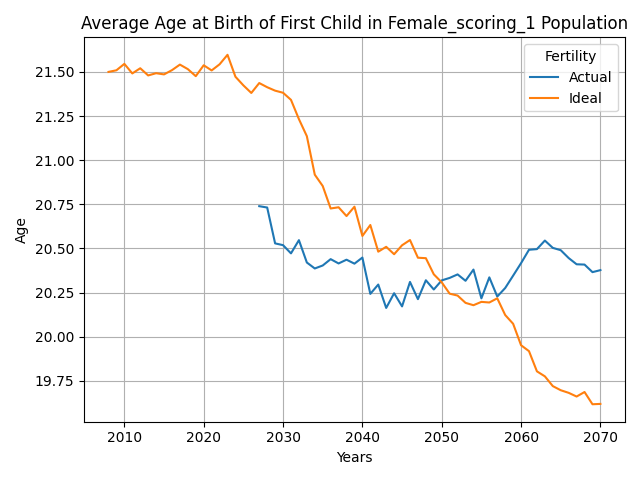 Average Age at Birth of First Child in Female_scoring_1 Population
Fertility
Actual
Ideal
21.50
21.25
21.00
20.75
20.50
20.25
20.00
19.75
Age
2010 2020 2030 2040 2050 2060 2070
Years